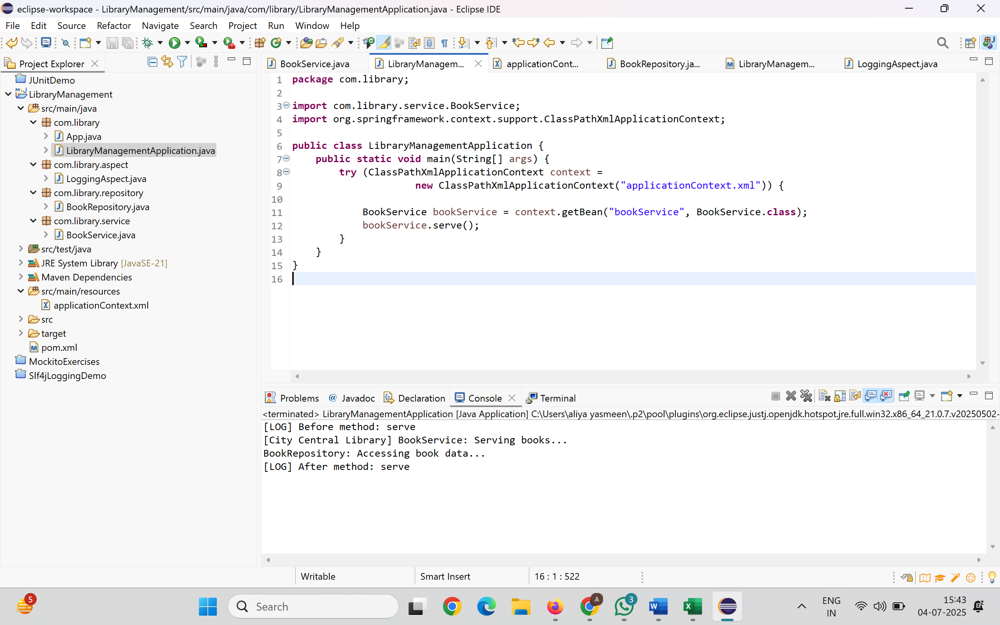 eclipse-workspace - LibraryManagement/src/main/java/com/library/LibraryManagementApplication.java - Eclipse IDE
File Edit Source Refactor Navigate Search Project Run Window Help
Project Explorer
JUnitDemo
LibraryManagement
src/main/java
com.library
App.java
LibraryManagementApplication.java
com.library.aspect
LoggingAspect.java
com.library.repository
BookRepository.java
com.library.service
BookService.java
src/test/java
JRE System Library [JavaSE-21]
Maven Dependencies
src/main/resources
applicationContext.xml
src
target
pom.xml
MockitoExercises
Slf4jLoggingDemo
BookService.java LibraryManagem... applicationCont... BookRepository.ja... LibraryManagem... LoggingAspect.java
1 package com.library;
2
3 import com.library.service.BookService;
4 import org.springframework.context.support.ClassPathXmlApplicationContext;
5
6 public class LibraryManagementApplication {
7 public static void main(String[] args) {
8 try (ClassPathXmlApplicationContext context =
9 new ClassPathXmlApplicationContext("applicationContext.xml")) {
10
11 BookService bookService = context.getBean("bookService", BookService.class);
12 bookService.serve();
13 }
14 }
15 }
16
Problems @ Javadoc Declaration Console Terminal
<terminated> LibraryManagementApplication [Java Application] C:\Users\aliya yasmeen\.p2\pool\plugins\org.eclipse.justj.openjdk.hotspot.jre.full.win32.x86_64_21.0.7.v20250502-
[LOG] Before method: serve
[City Central Library] BookService: Serving books...
BookRepository: Accessing book data...
[LOG] After method: serve
Writable Smart Insert 16 : 1 : 522
5
Search
A
3
ENG
IN
15:43
04-07-2025